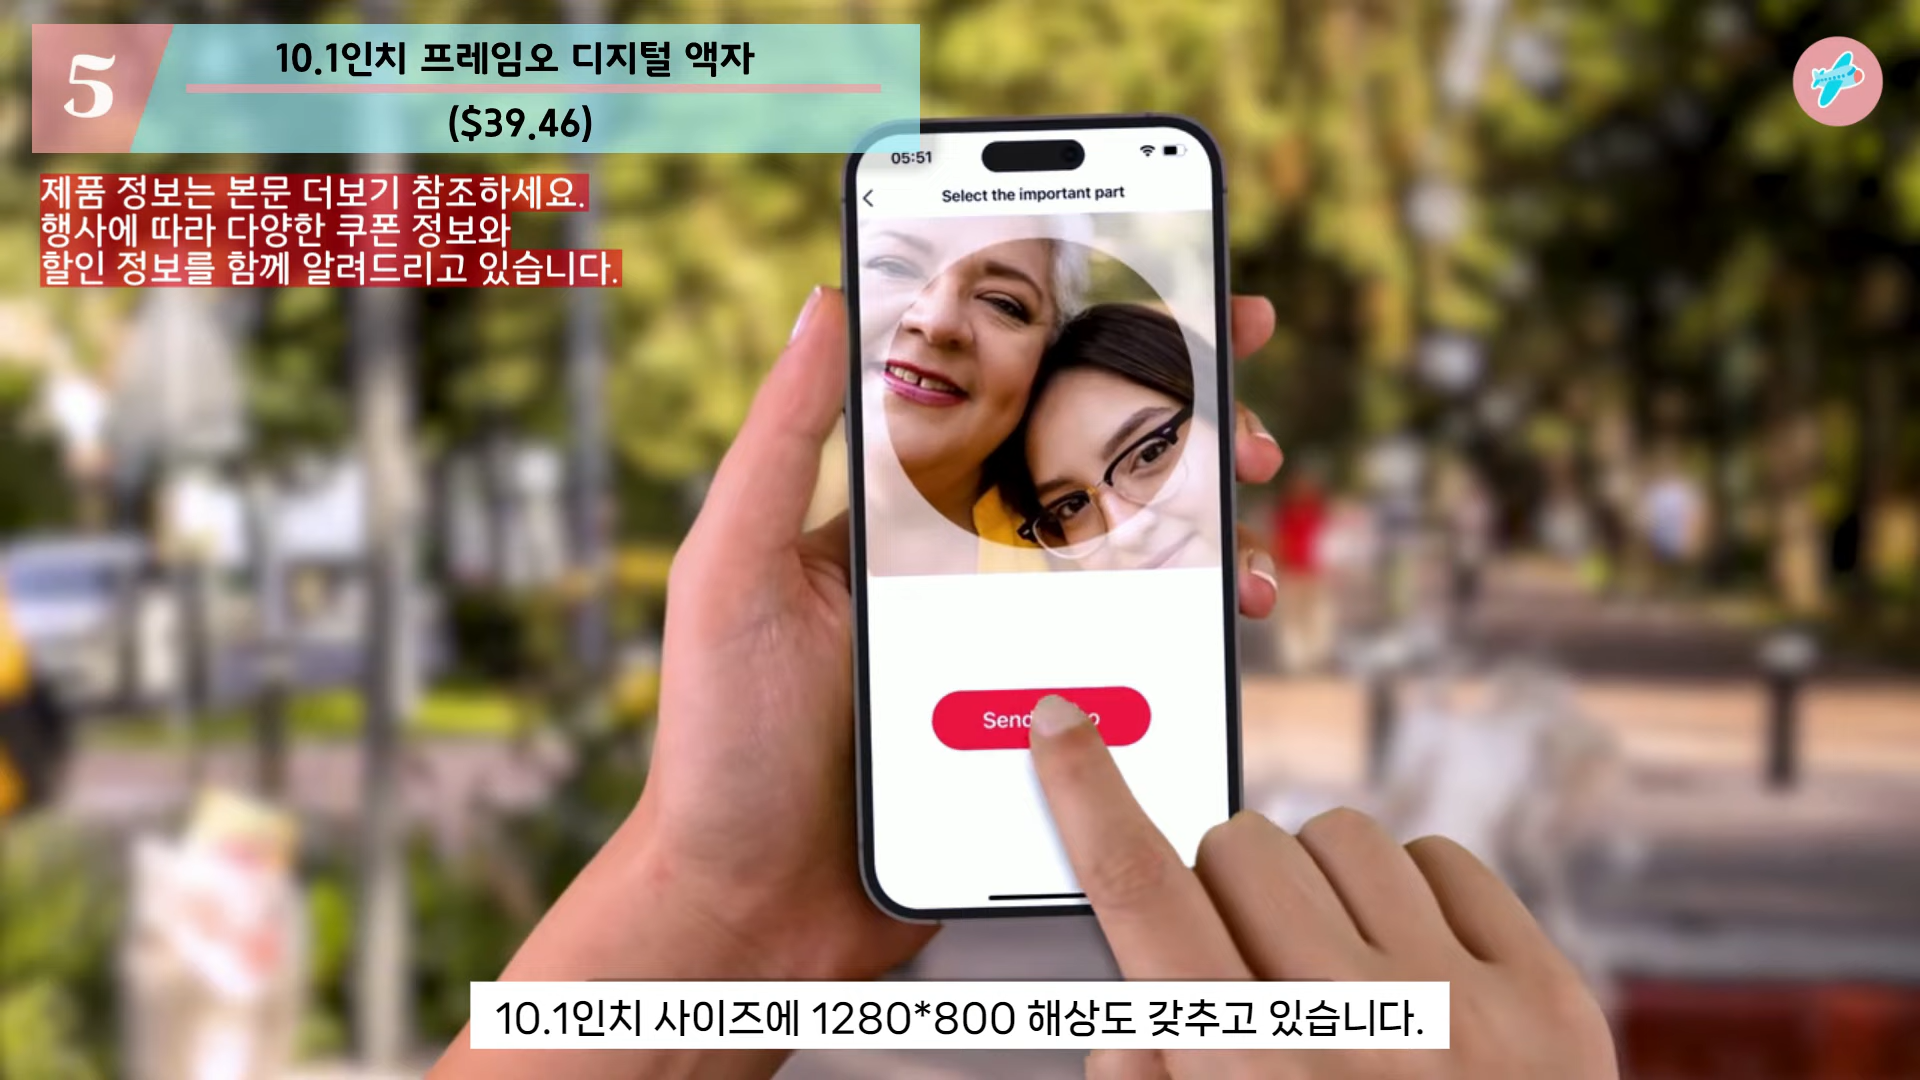 5
10.1인치 프레임오 디지털 액자
($39.46)
제품 정보는 본문 더보기 참조하세요.
행사에 따라 다양한 쿠폰 정보와
할인 정보를 함께 알려드리고 있습니다.
05:51
Select the important part
Send
10.1인치 사이즈에 1280*800 해상도 갖추고 있습니다.